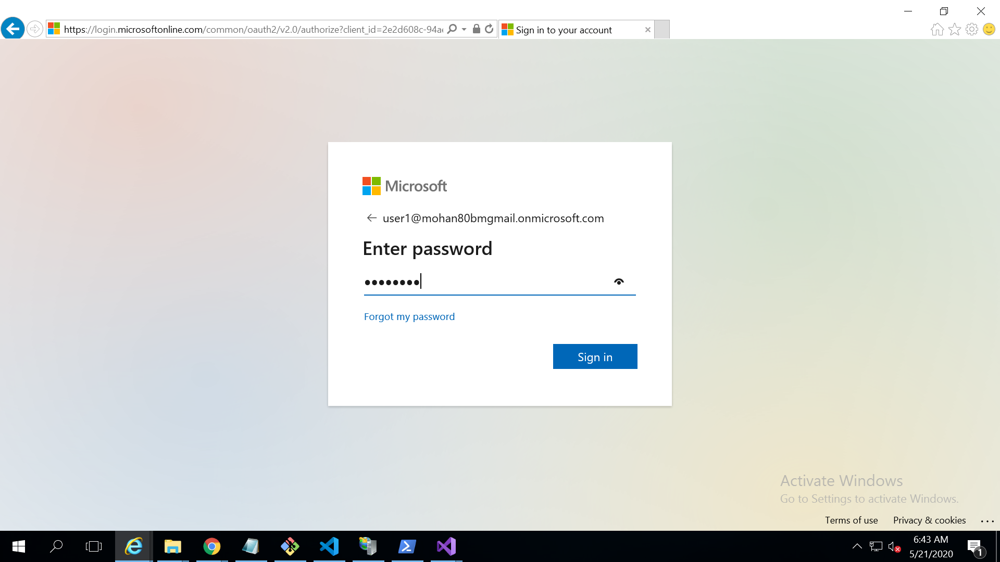 https://login.microsoftonline.com/common/oauth2/v2.0/authorize?client_id=2e2d608c-94a
Sign in to your account
Microsoft
user1@mohan80bmgmail.onmicrosoft.com
Enter password
••••••••
Forgot my password
Sign in
Activate Windows
Go to Settings to activate Windows.
Terms of use
Privacy & cookies
...
6:43 AM
5/21/2020
1